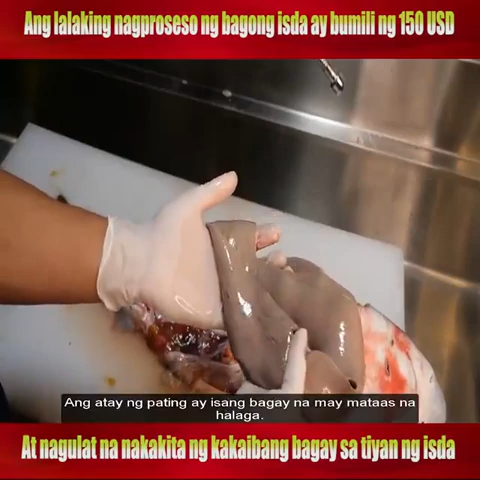 Ang lalaking nagproseso ng bagong isda ay bumili ng 150 USD
Ang atay ng pating ay isang bagay na may mataas na
halaga.
At nagulat na nakakita ng kakaibang bagay sa tiyan ng isda